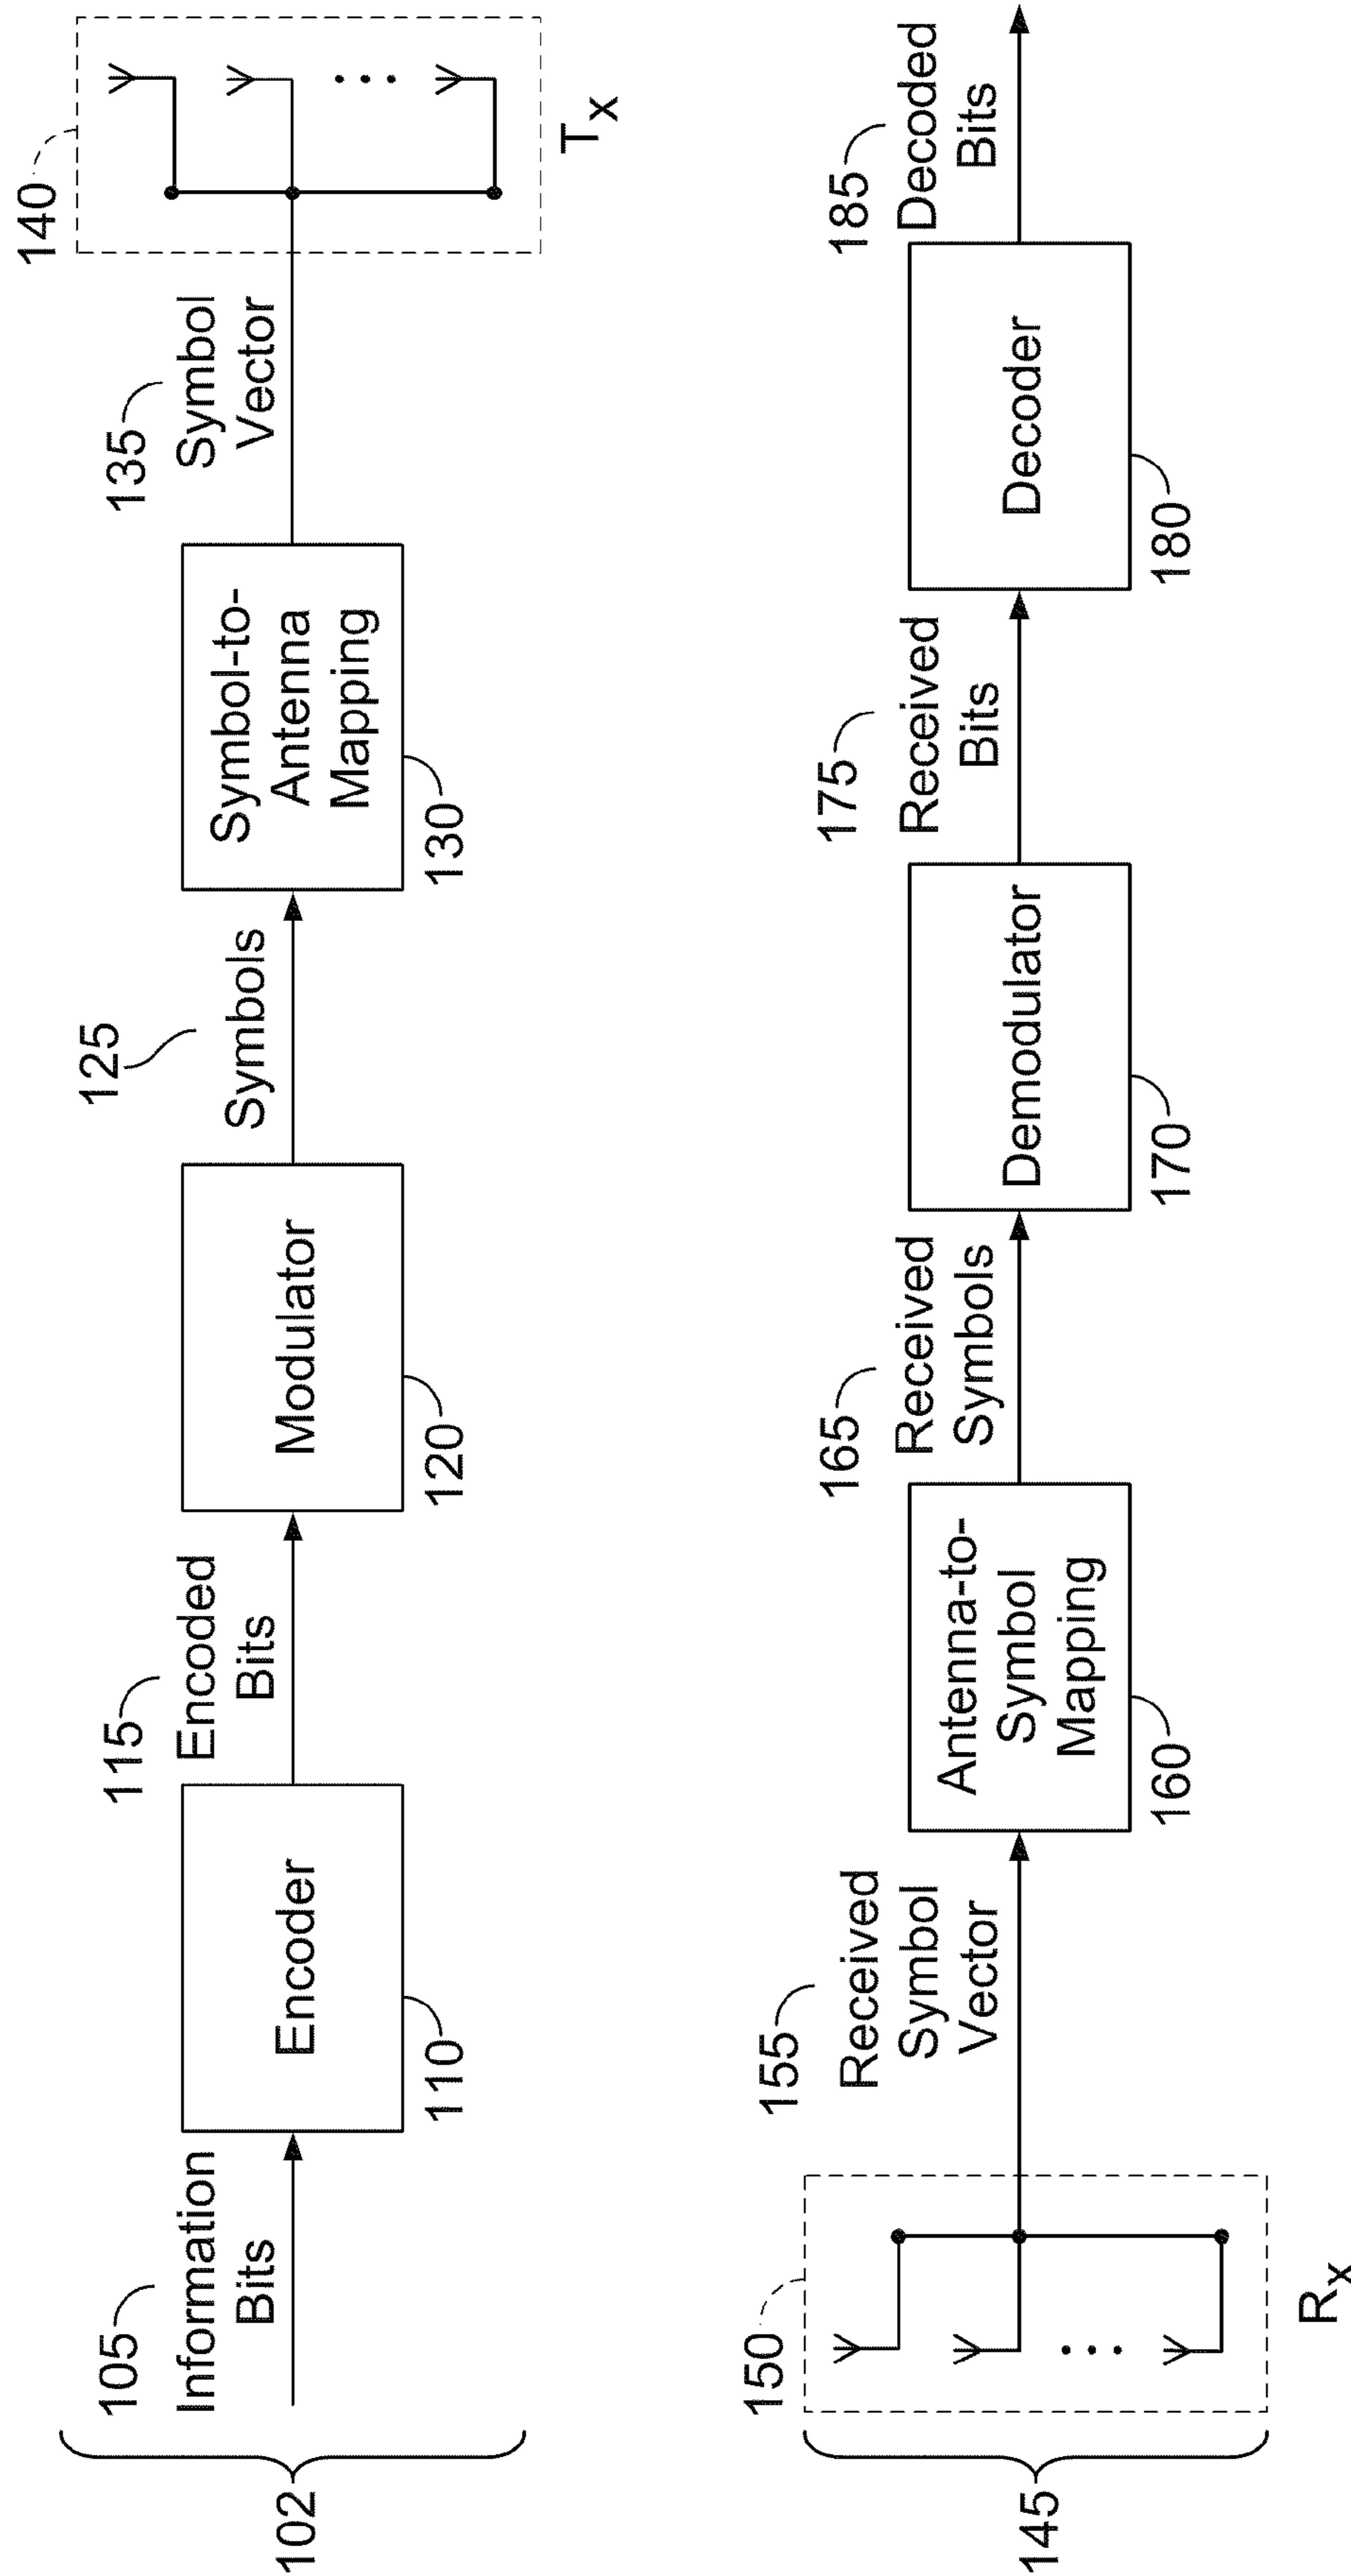 102
105
Information
Bits
Encoder
110
115
Encoded
Bits
Modulator
120
125
Symbols
Symbol-to-
Antenna
Mapping
130
135
Symbol
Vector
140
Tx
145
150
Rx
155
Received
Symbol
Vector
Antenna-to-
Symbol
Mapping
160
165
Received
Symbols
Demodulator
170
175
Received
Bits
Decoder
180
185
Decoded
Bits